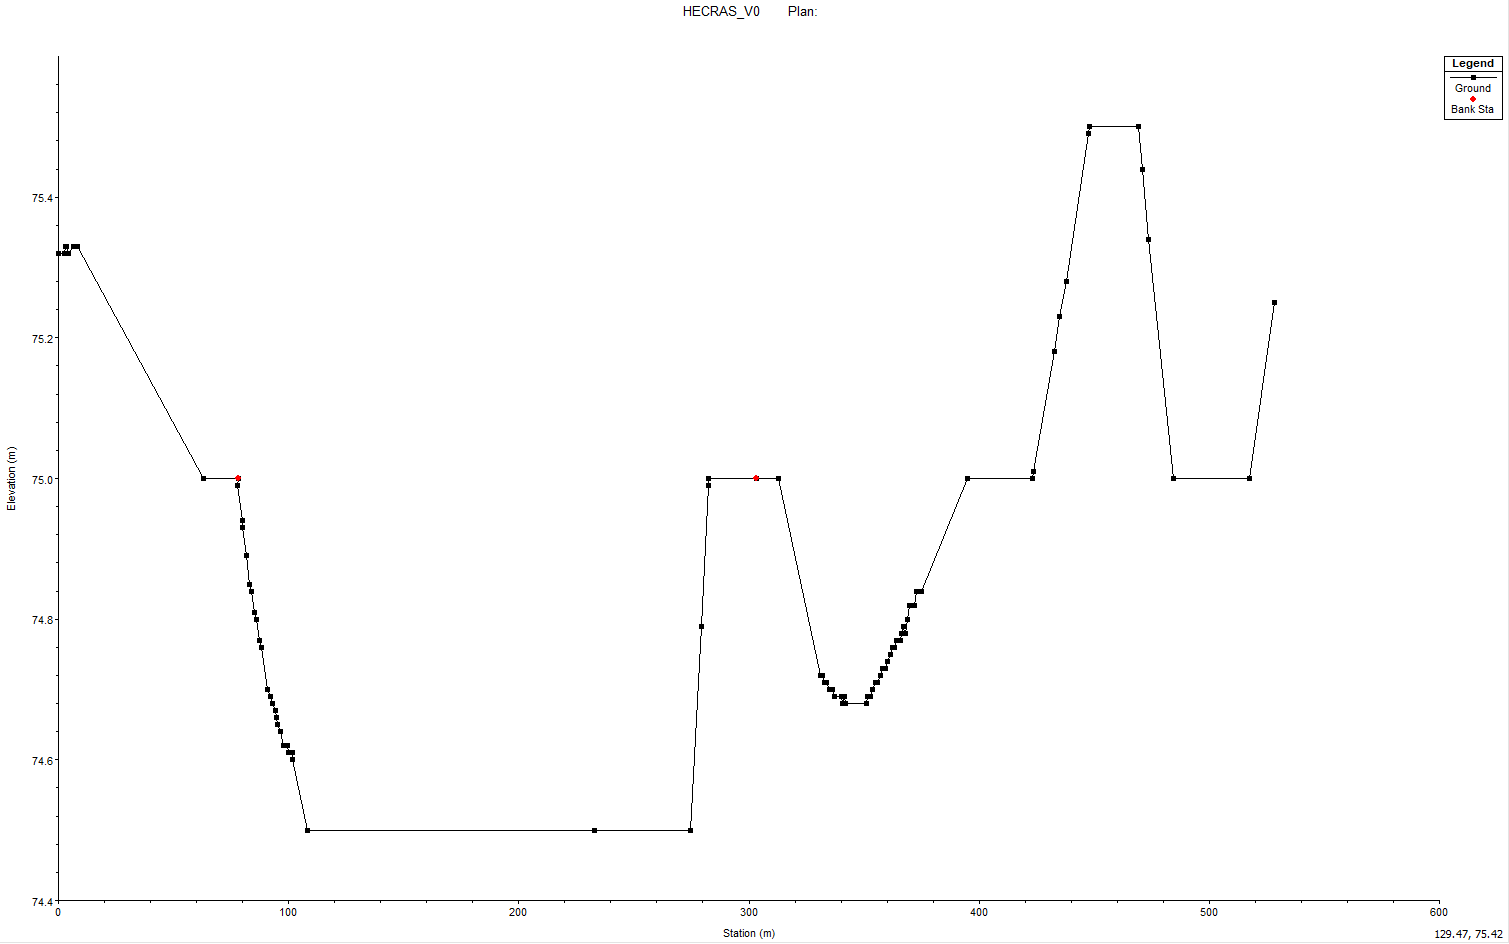 HECRAS_V0 Plan:
Legend
Ground
Bank Sta
75.4
75.2
75.0
74.8
74.6
74.4
Elevation (m)
0 100 200 300 400 500 600
Station (m)
129.47, 75.42